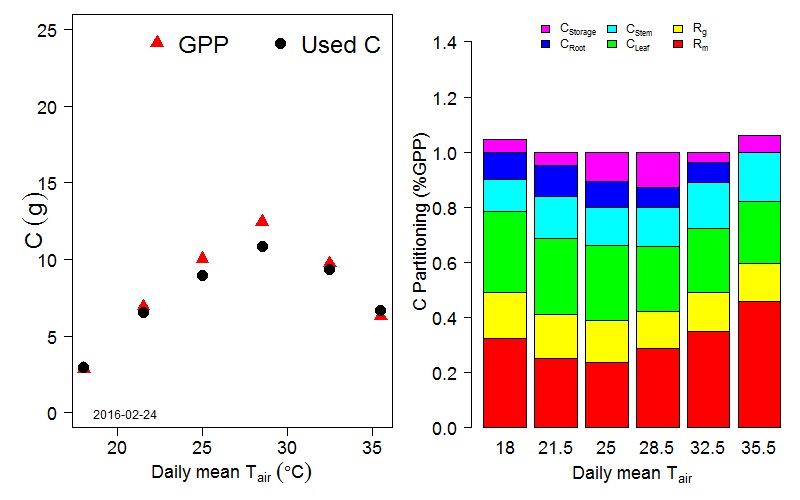 GPP Used C
C (g)
25
20
15
10
5
0
2016-02-24
20 25 30 35
Daily mean Tair (°C)
CStorage CStem Rg
CRoot CLeaf Rm
C Partitioning (%GPP)
1.4
1.2
1.0
0.8
0.6
0.4
0.2
0.0
18 21.5 25 28.5 32.5 35.5
Daily mean Tair